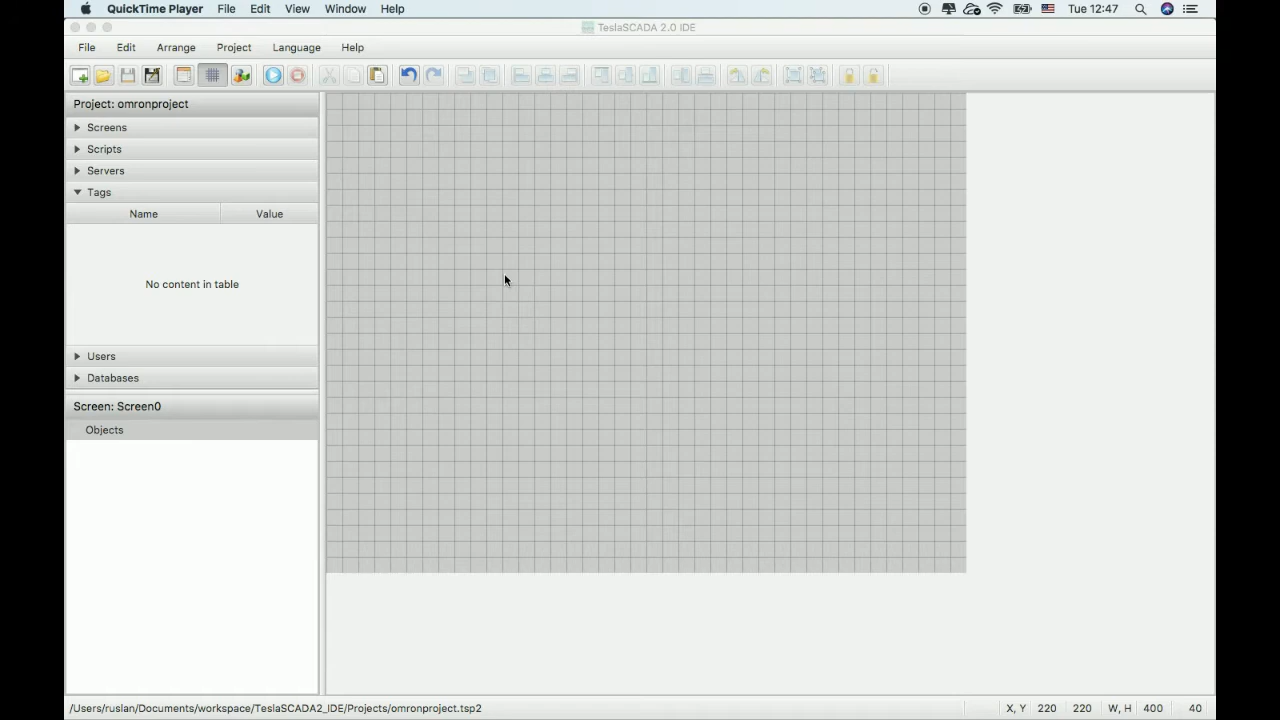 QuickTime Player File Edit View Window Help Tue 12:47
TeslaSCADA 2.0 IDE
File Edit Arrange Project Language Help
Project: omronproject
Screens
Scripts
Servers
Tags
Name Value
No content in table
Users
Databases
Screen: Screen0
Objects
/Users/ruslan/Documents/workspace/TeslaSCADA2_IDE/Projects/omronproject.tsp2 X, Y 220 220 W, H 400 40